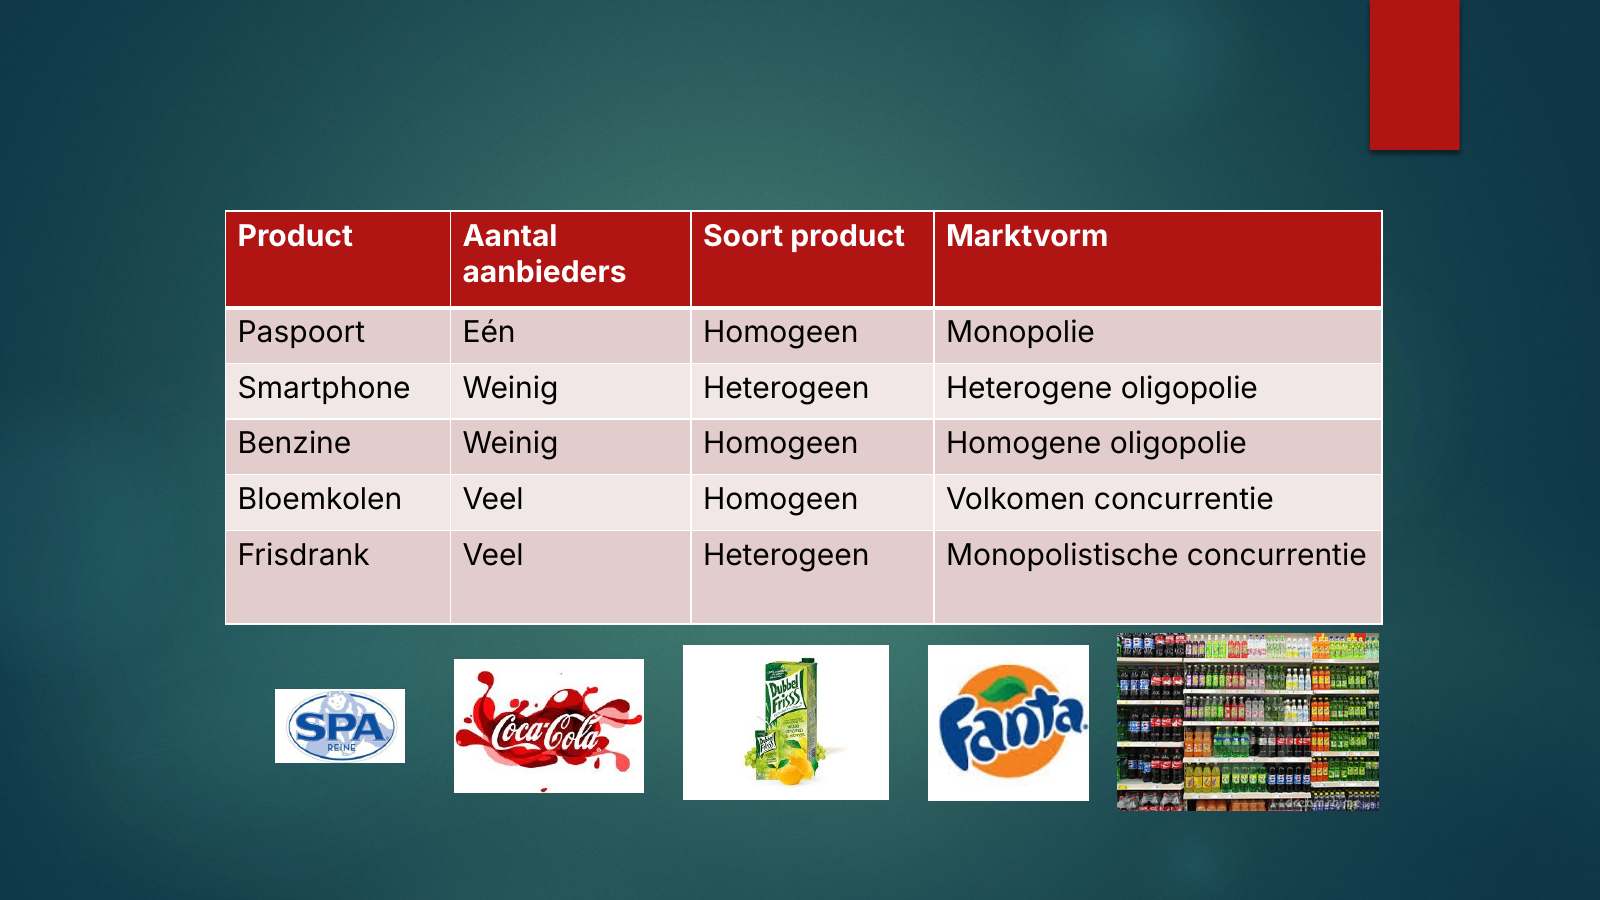 Product Aantal aanbieders Soort product Marktvorm
Paspoort Eén Homogeen Monopolie
Smartphone Weinig Heterogeen Heterogene oligopolie
Benzine Weinig Homogeen Homogene oligopolie
Bloemkolen Veel Homogeen Volkomen concurrentie
Frisdrank Veel Heterogeen Monopolistische concurrentie
SPA
REINE
Coca-Cola
Dubbel
Frisss
Fanta